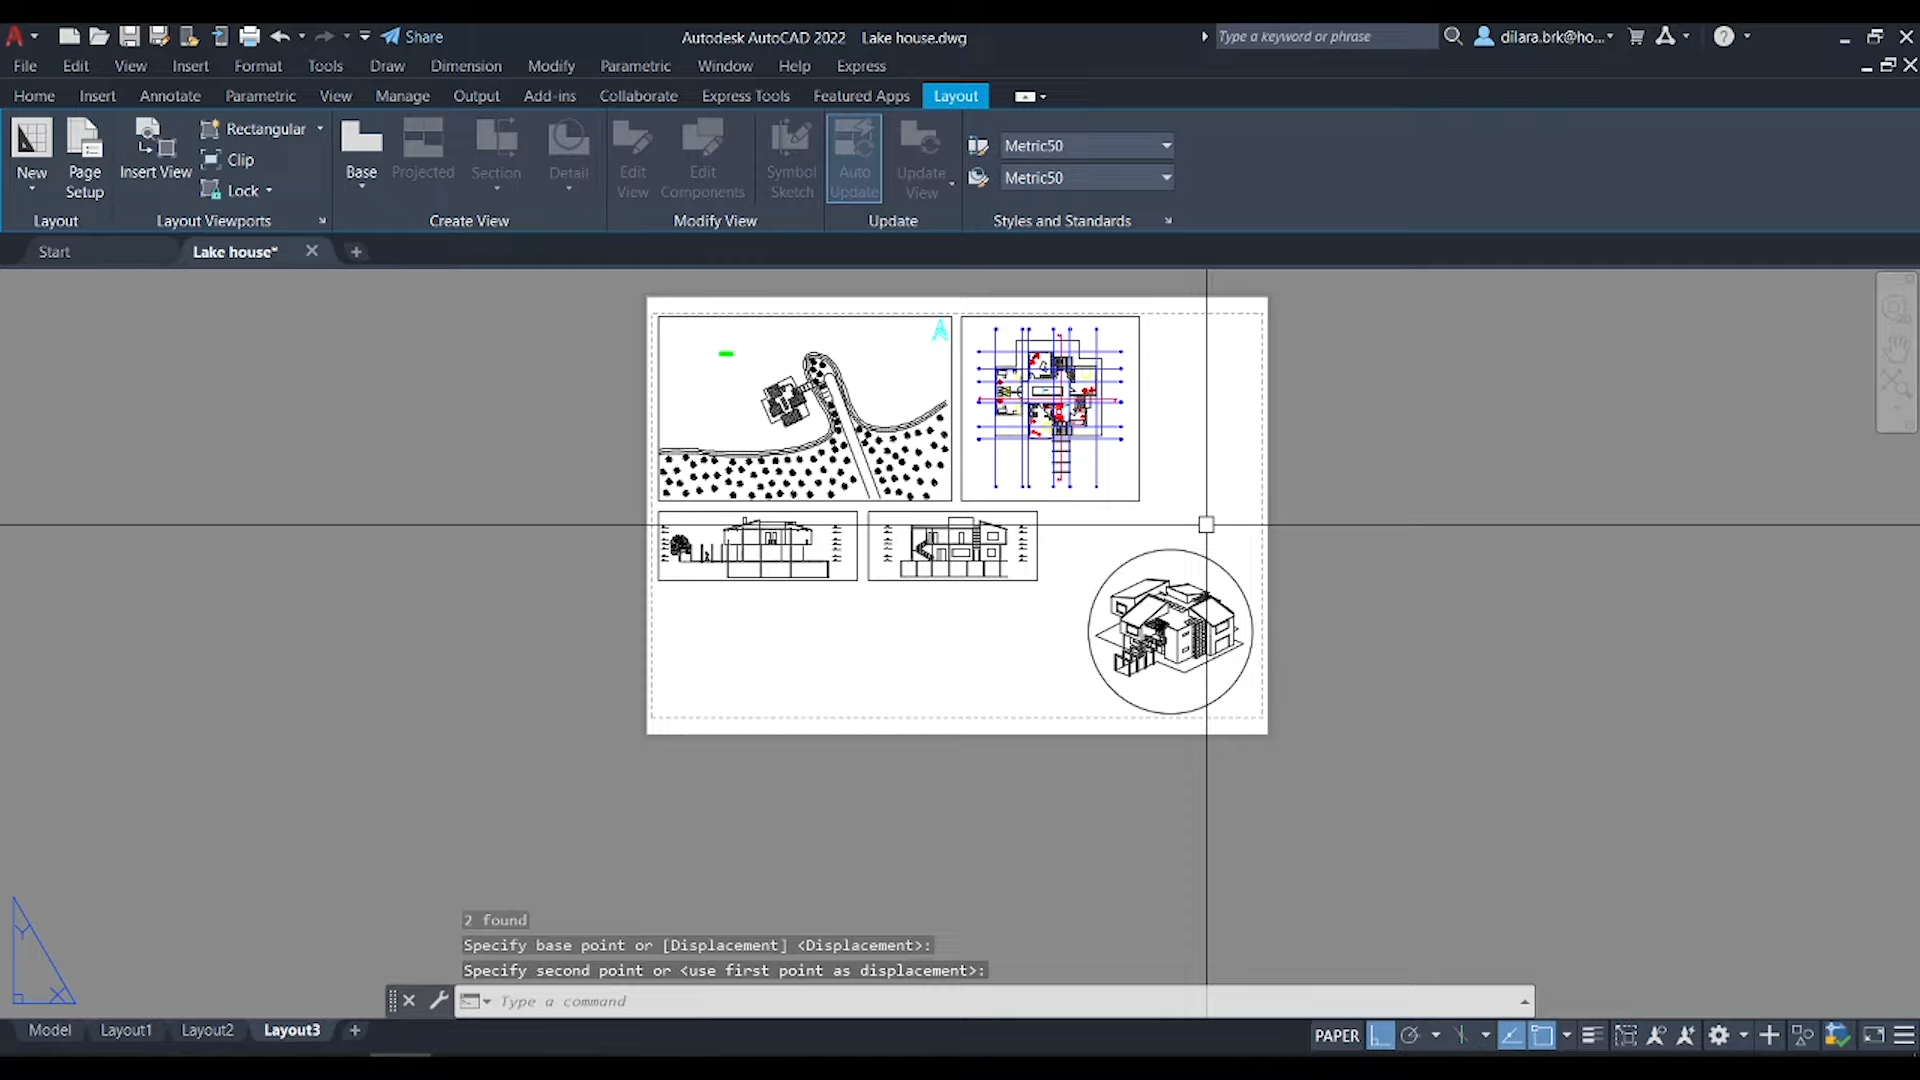 Share
Autodesk AutoCAD 2022 Lake house.dwg
Type a keyword or phrase
dilara.brk@ho...
File Edit View Insert Format Tools Draw Dimension Modify Parametric Window Help Express
Home Insert Annotate Parametric View Manage Output Add-ins Collaborate Express Tools Featured Apps Layout
New
Page
Setup
Insert View
Rectangular
Clip
Lock
Base
Projected
Section
Detail
Edit
View
Edit
Components
Symbol
Sketch
Auto
Update
Update
View
Metric50
Metric50
Layout
Layout Viewports
Create View
Modify View
Update
Styles and Standards
Start
Lake house*
A
2 found
Specify base point or [Displacement] <Displacement>:
Specify second point or <use first point as displacement>:
Type a command
Y
X
Model Layout1 Layout2 Layout3
PAPER